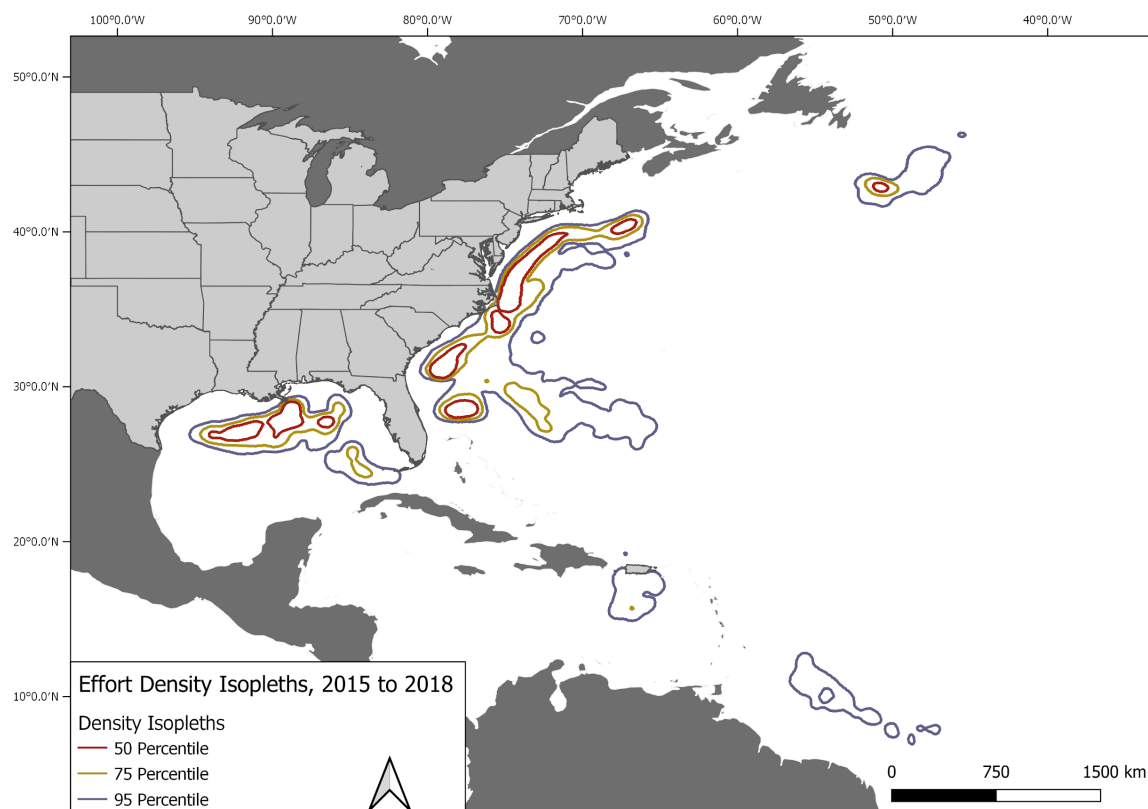 100°0.0'W 90°0.0'W 80°0.0'W 70°0.0'W 60°0.0'W 50°0.0'W 40°0.0'W
50°0.0'N
40°0.0'N
30°0.0'N
20°0.0'N
10°0.0'N
Effort Density Isopleths, 2015 to 2018
Density Isopleths
50 Percentile
75 Percentile
95 Percentile
0 750 1500 km